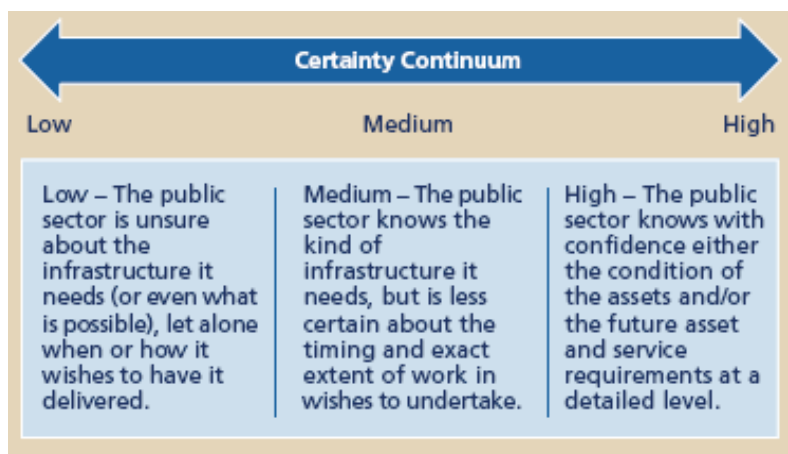 Certainty Continuum
Low Medium High
Low – The public
sector is unsure
about the
infrastructure it
needs (or even what
is possible), let alone
when or how it
wishes to have it
delivered.
Medium – The public
sector knows the
kind of
infrastructure it
needs, but is less
certain about the
timing and exact
extent of work in
wishes to undertake.
High – The public
sector knows with
confidence either
the condition of
the assets and/or
the future asset
and service
requirements at a
detailed level.